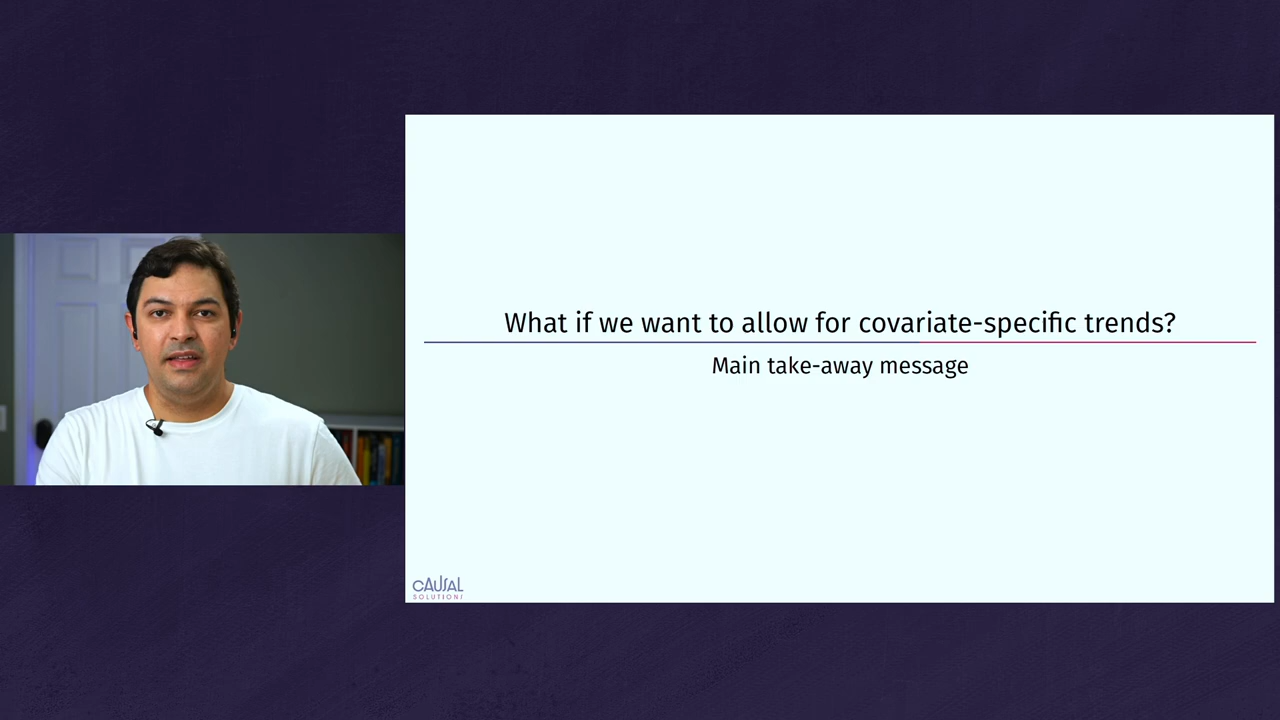 What if we want to allow for covariate-specific trends?
Main take-away message
CAUSAL
SOLUTIONS